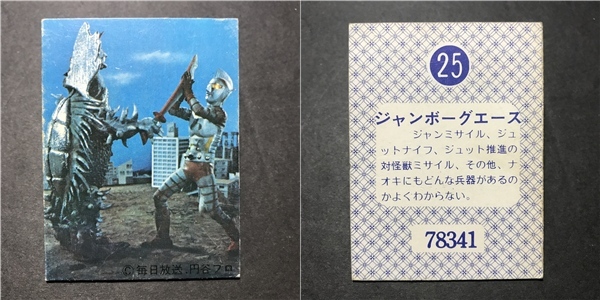 © 毎日放送・円谷プロ
25
ジャンボーグエース
ジャンミサイル、ジュ
ットナイフ、ジュット推進の
対怪獣ミサイル、その他、ナ
オキにもどんな兵器があるの
かよくわからない。
78341